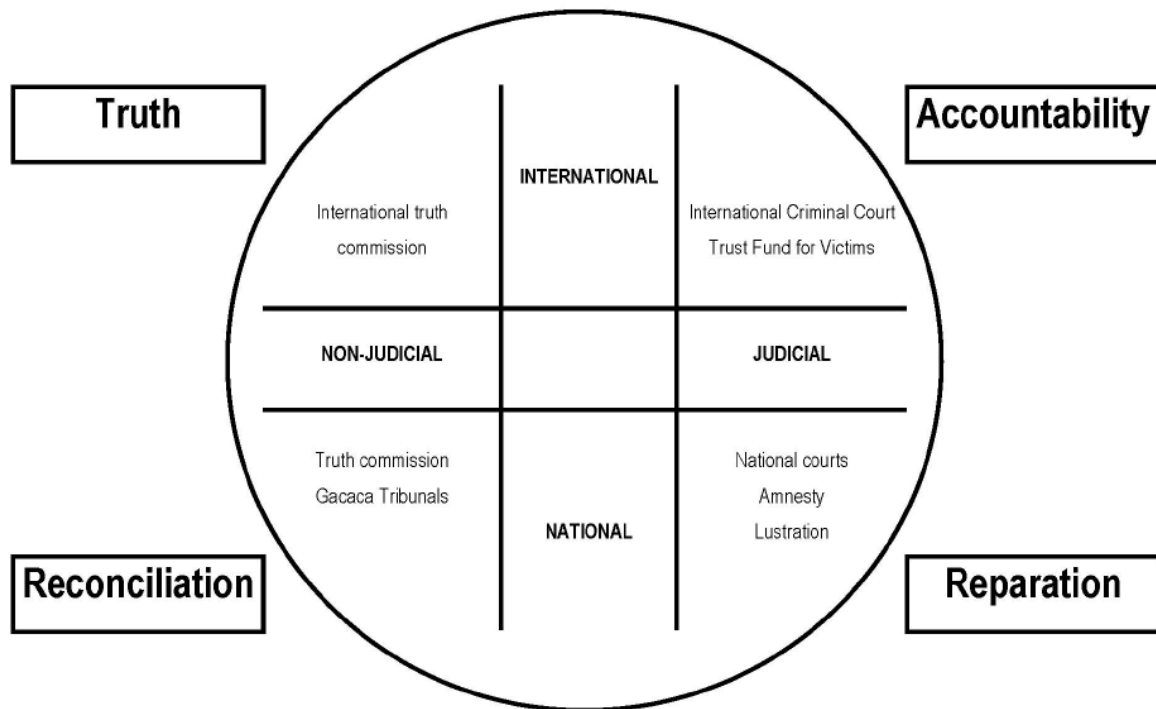 Truth
Accountability
INTERNATIONAL
International truth
commission
International Criminal Court
Trust Fund for Victims
NON-JUDICIAL
JUDICIAL
Truth commission
Gacaca Tribunals
National courts
Amnesty
Lustration
NATIONAL
Reconciliation
Reparation